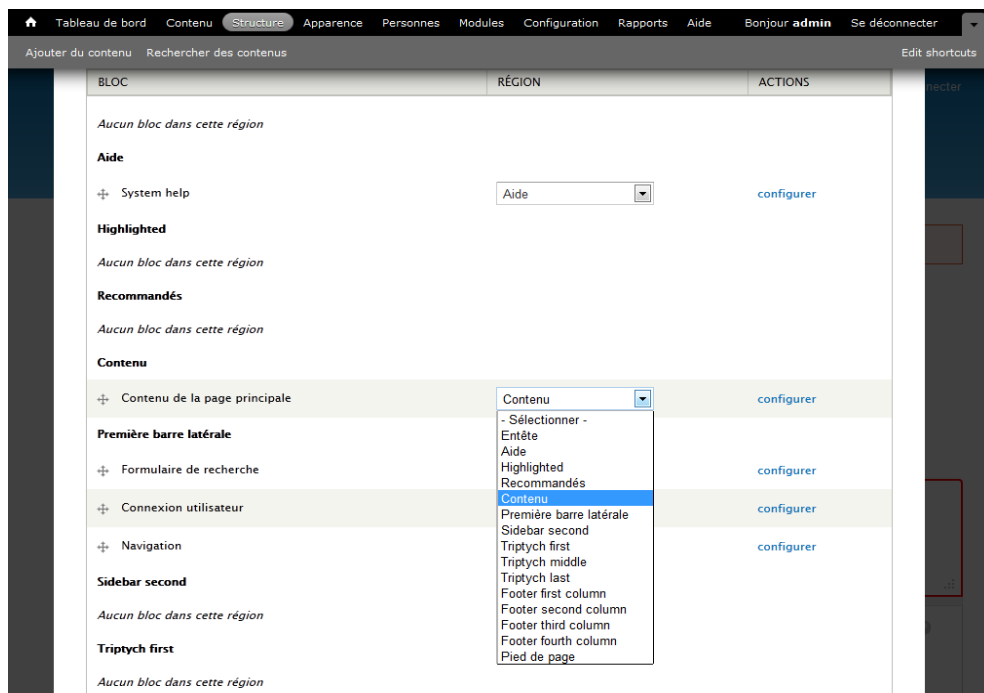 Tableau de bord Contenu Structure Apparence Personnes Modules Configuration Rapports Aide Bonjour admin Se déconnecter
Ajouter du contenu Rechercher des contenus Edit shortcuts
necter
BLOC RÉGION ACTIONS
Aucun bloc dans cette région
Aide
System help Aide configurer
Highlighted
Aucun bloc dans cette région
Recommandés
Aucun bloc dans cette région
Contenu
Contenu de la page principale Contenu configurer
- Sélectionner -
Entête
Aide
Highlighted
Recommandés
Contenu
Première barre latérale
Sidebar second
Triptych first
Triptych middle
Triptych last
Footer first column
Footer second column
Footer third column
Footer fourth column
Pied de page
Première barre latérale
Formulaire de recherche configurer
Connexion utilisateur configurer
Navigation configurer
Sidebar second
Aucun bloc dans cette région
Triptych first
Aucun bloc dans cette région